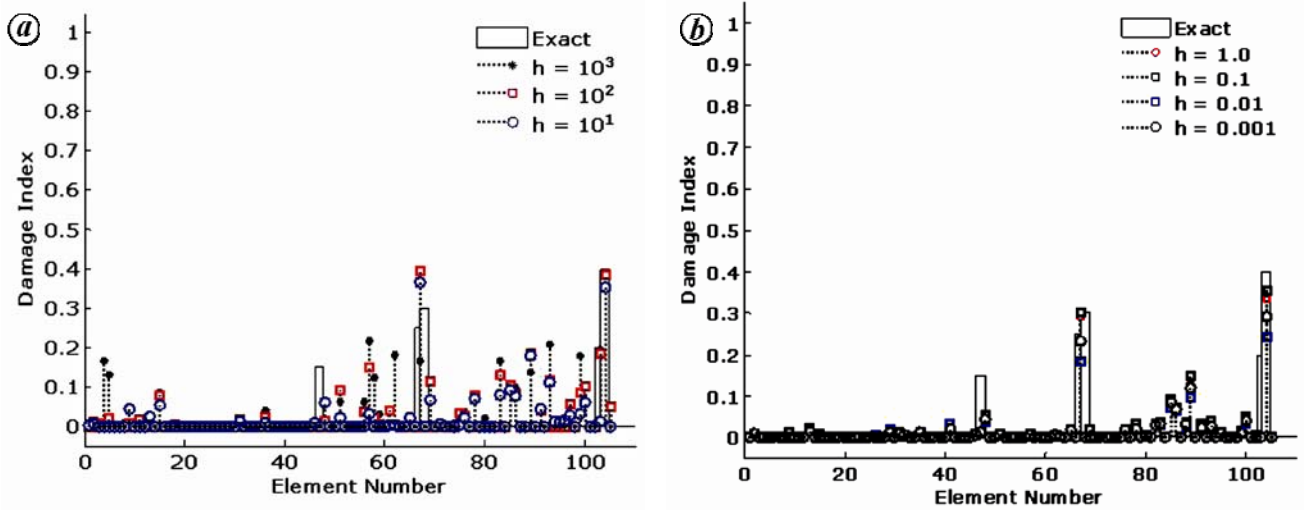 a
1
0.9
0.8
0.7
0.6
0.5
0.4
0.3
0.2
0.1
0
Damage Index
Exact
h = 10³
h = 10²
h = 10¹
0 20 40 60 80 100
Element Number
b
1
0.9
0.8
0.7
0.6
0.5
0.4
0.3
0.2
0.1
0
Damage Index
Exact
h = 1.0
h = 0.1
h = 0.01
h = 0.001
0 20 40 60 80 100
Element Number